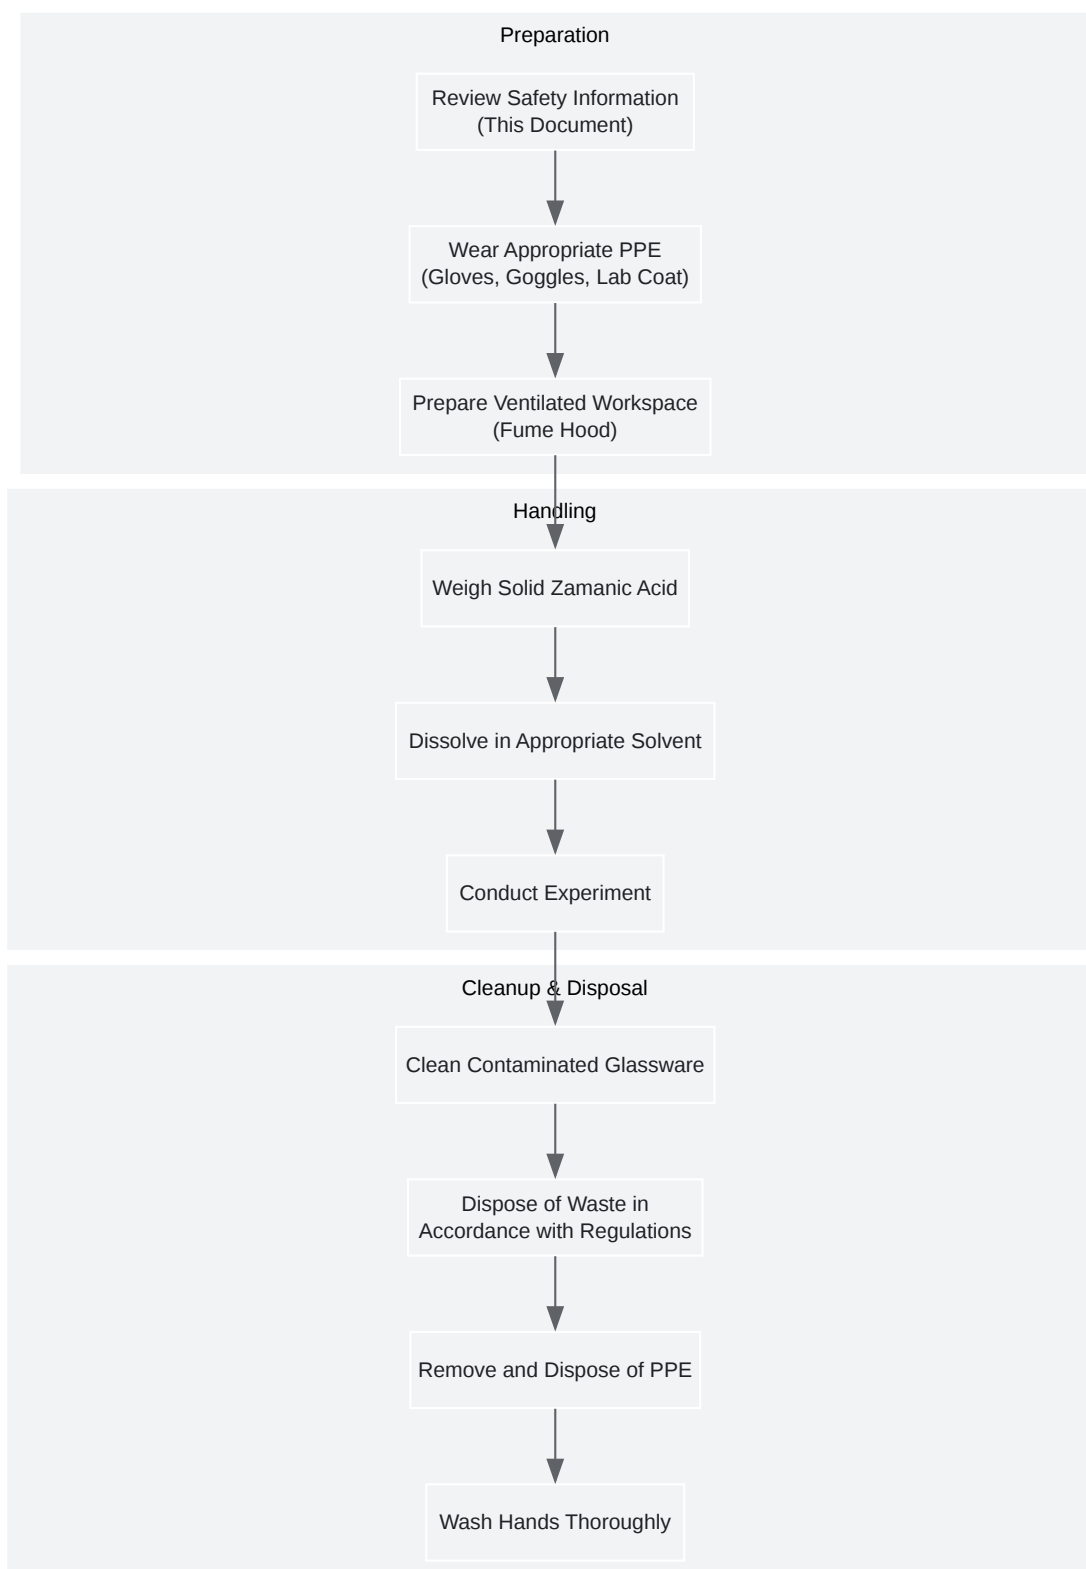 Preparation
Review Safety Information
(This Document)
Wear Appropriate PPE
(Gloves, Goggles, Lab Coat)
Prepare Ventilated Workspace
(Fume Hood)
Handling
Weigh Solid Zamanic Acid
Dissolve in Appropriate Solvent
Conduct Experiment
Cleanup & Disposal
Clean Contaminated Glassware
Dispose of Waste in
Accordance with Regulations
Remove and Dispose of PPE
Wash Hands Thoroughly